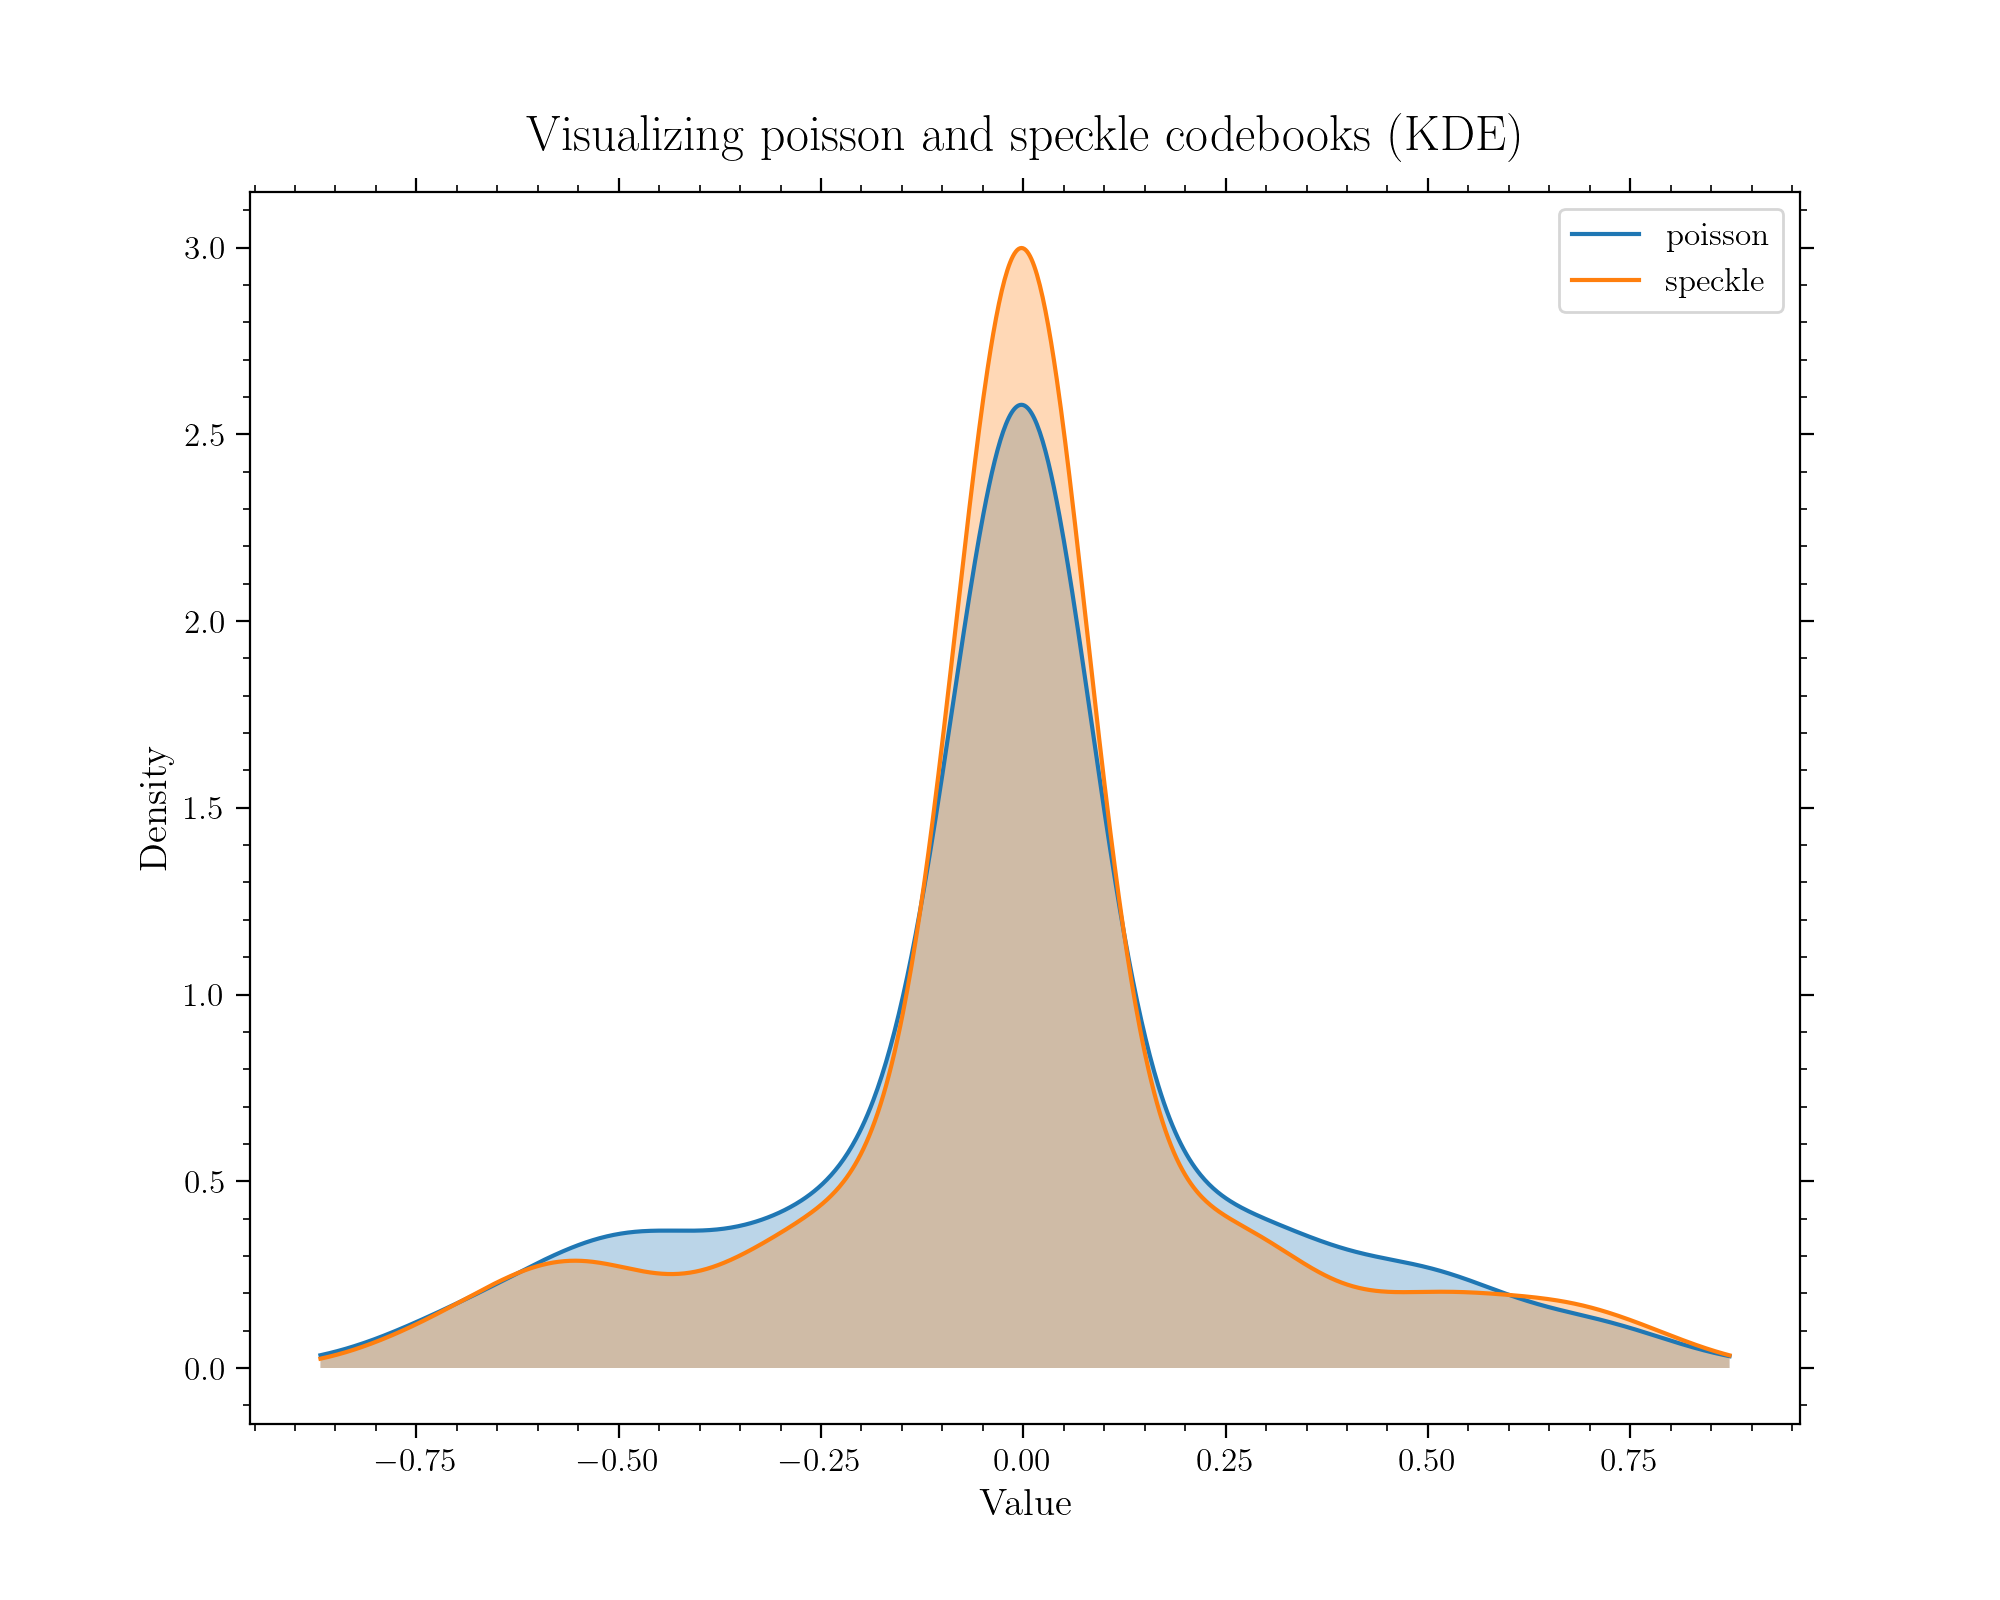 Visualizing poisson and speckle codebooks (KDE)
poisson
speckle
3.0
2.5
2.0
1.5
1.0
0.5
0.0
Density
−0.75 −0.50 −0.25 0.00 0.25 0.50 0.75
Value